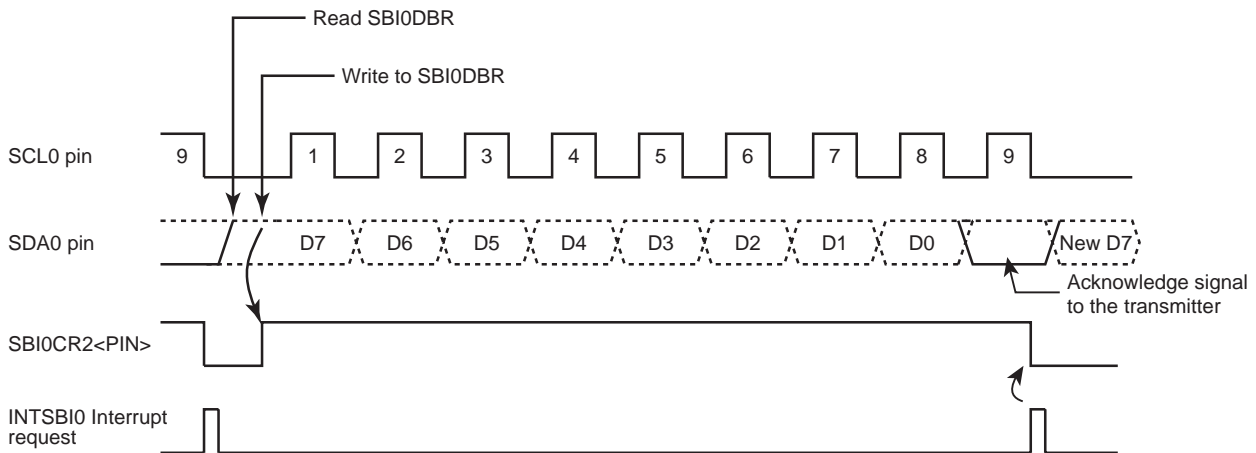 Read SBI0DBR
Write to SBI0DBR
SCL0 pin
9 1 2 3 4 5 6 7 8 9
SDA0 pin
D7 D6 D5 D4 D3 D2 D1 D0 New D7
Acknowledge signal
to the transmitter
SBI0CR2<PIN>
INTSBI0 Interrupt
request